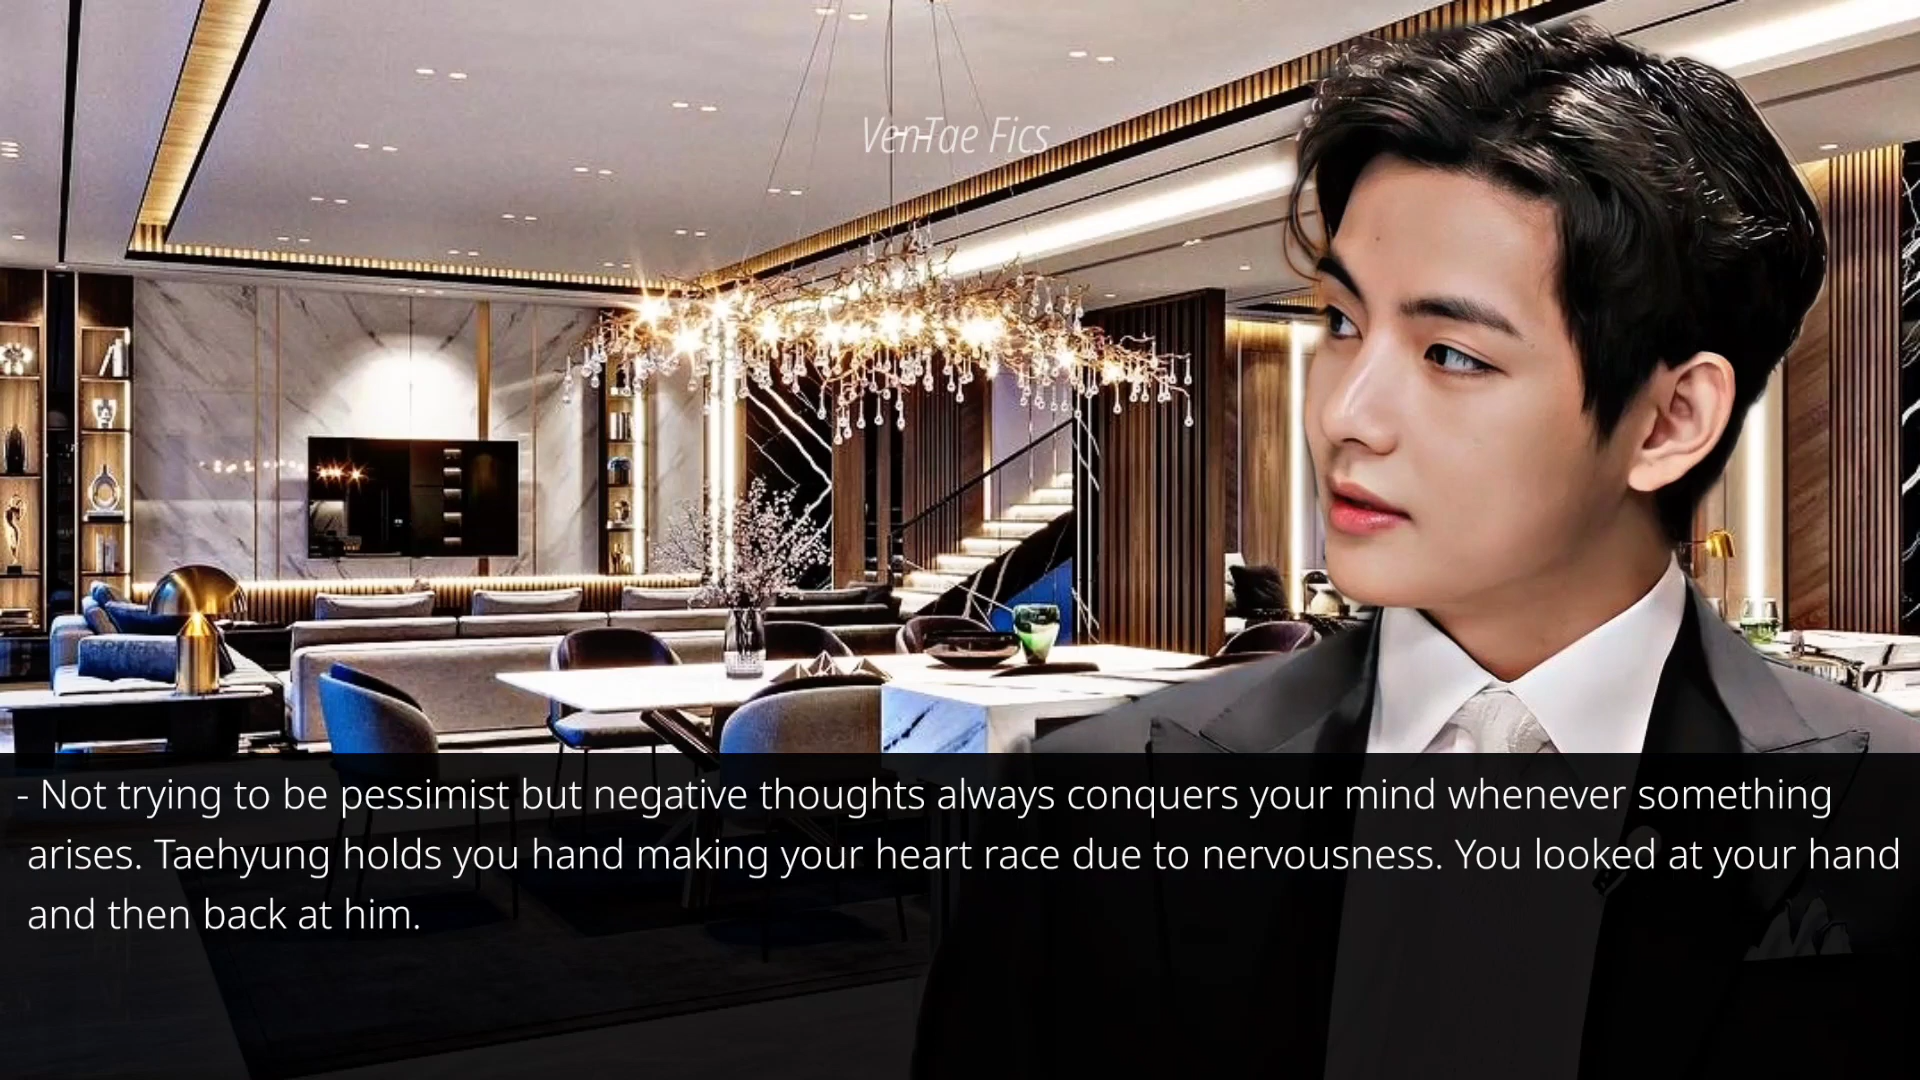 VenTae Fics
- Not trying to be pessimist but negative thoughts always conquers your mind whenever something
arises. Taehyung holds you hand making your heart race due to nervousness. You looked at your hand
and then back at him.